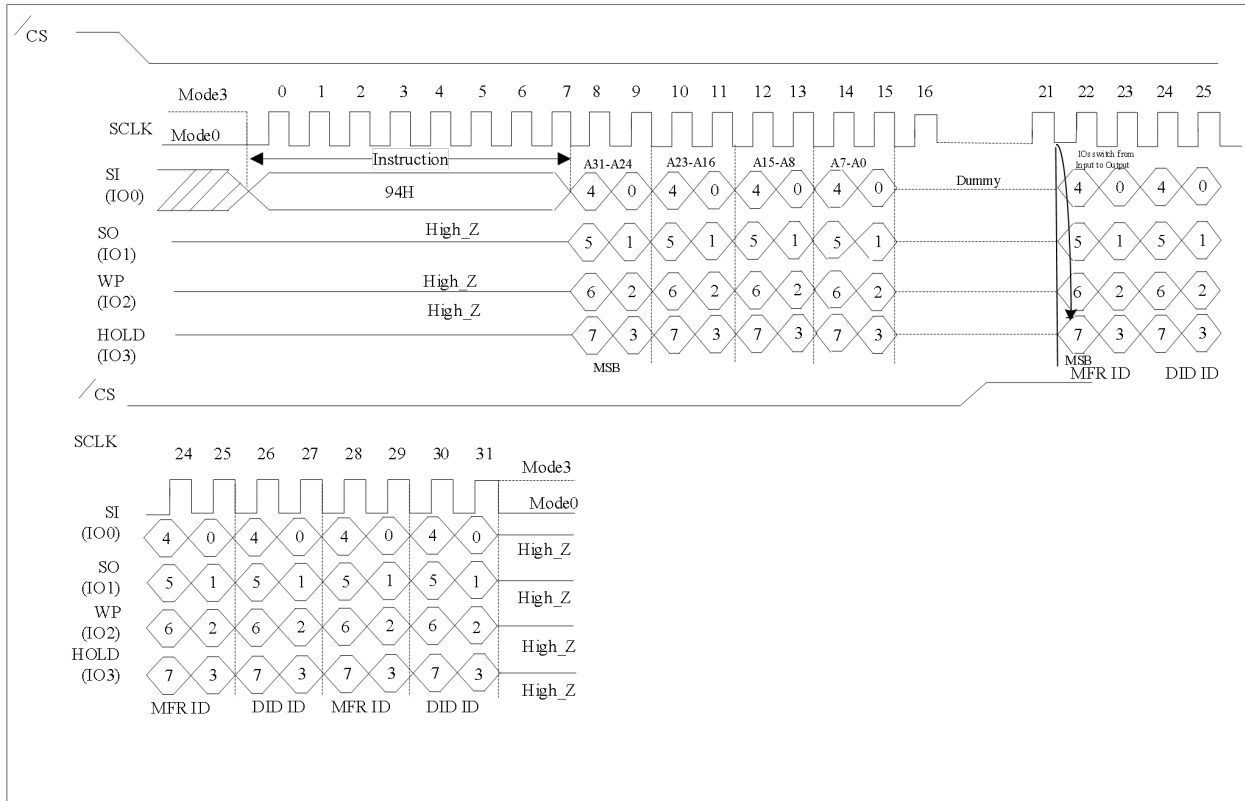 /CS
0 1 2 3 4 5 6 7 8 9 10 11 12 13 14 15 16 21 22 23 24 25
Mode3
SCLK Mode0
Instruction A31-A24 A23-A16 A15-A8 A7-A0 IOs switch from
Input to Output
SI
(IO0) 94H 4 0 4 0 4 0 4 0 Dummy 4 0 4 0
SO
(IO1) High_Z 5 1 5 1 5 1 5 1 5 1 5 1
WP
(IO2) High_Z 6 2 6 2 6 2 6 2 6 2 6 2
High_Z
HOLD
(IO3) 7 3 7 3 7 3 7 3 7 3 7 3
MSB MSB
MFR ID DID ID
/CS
SCLK
24 25 26 27 28 29 30 31
Mode3
Mode0
SI
(IO0) 4 0 4 0 4 0 4 0
High_Z
SO
(IO1) 5 1 5 1 5 1 5 1
High_Z
WP
(IO2) 6 2 6 2 6 2 6 2
High_Z
HOLD
(IO3) 7 3 7 3 7 3 7 3
High_Z
MFR ID DID ID MFR ID DID ID